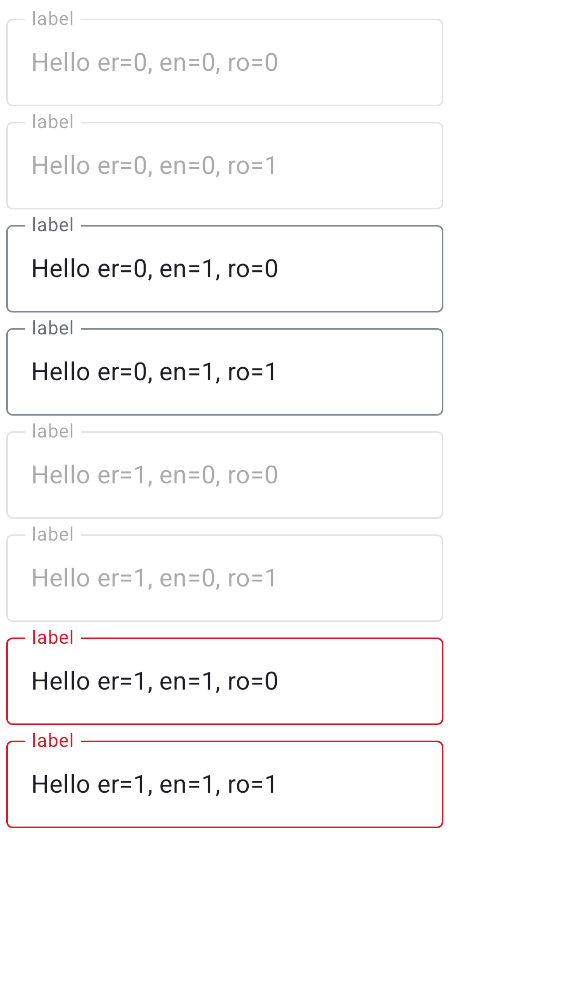 label
Hello er=0, en=0, ro=0
label
Hello er=0, en=0, ro=1
label
Hello er=0, en=1, ro=0
label
Hello er=0, en=1, ro=1
label
Hello er=1, en=0, ro=0
label
Hello er=1, en=0, ro=1
label
Hello er=1, en=1, ro=0
label
Hello er=1, en=1, ro=1